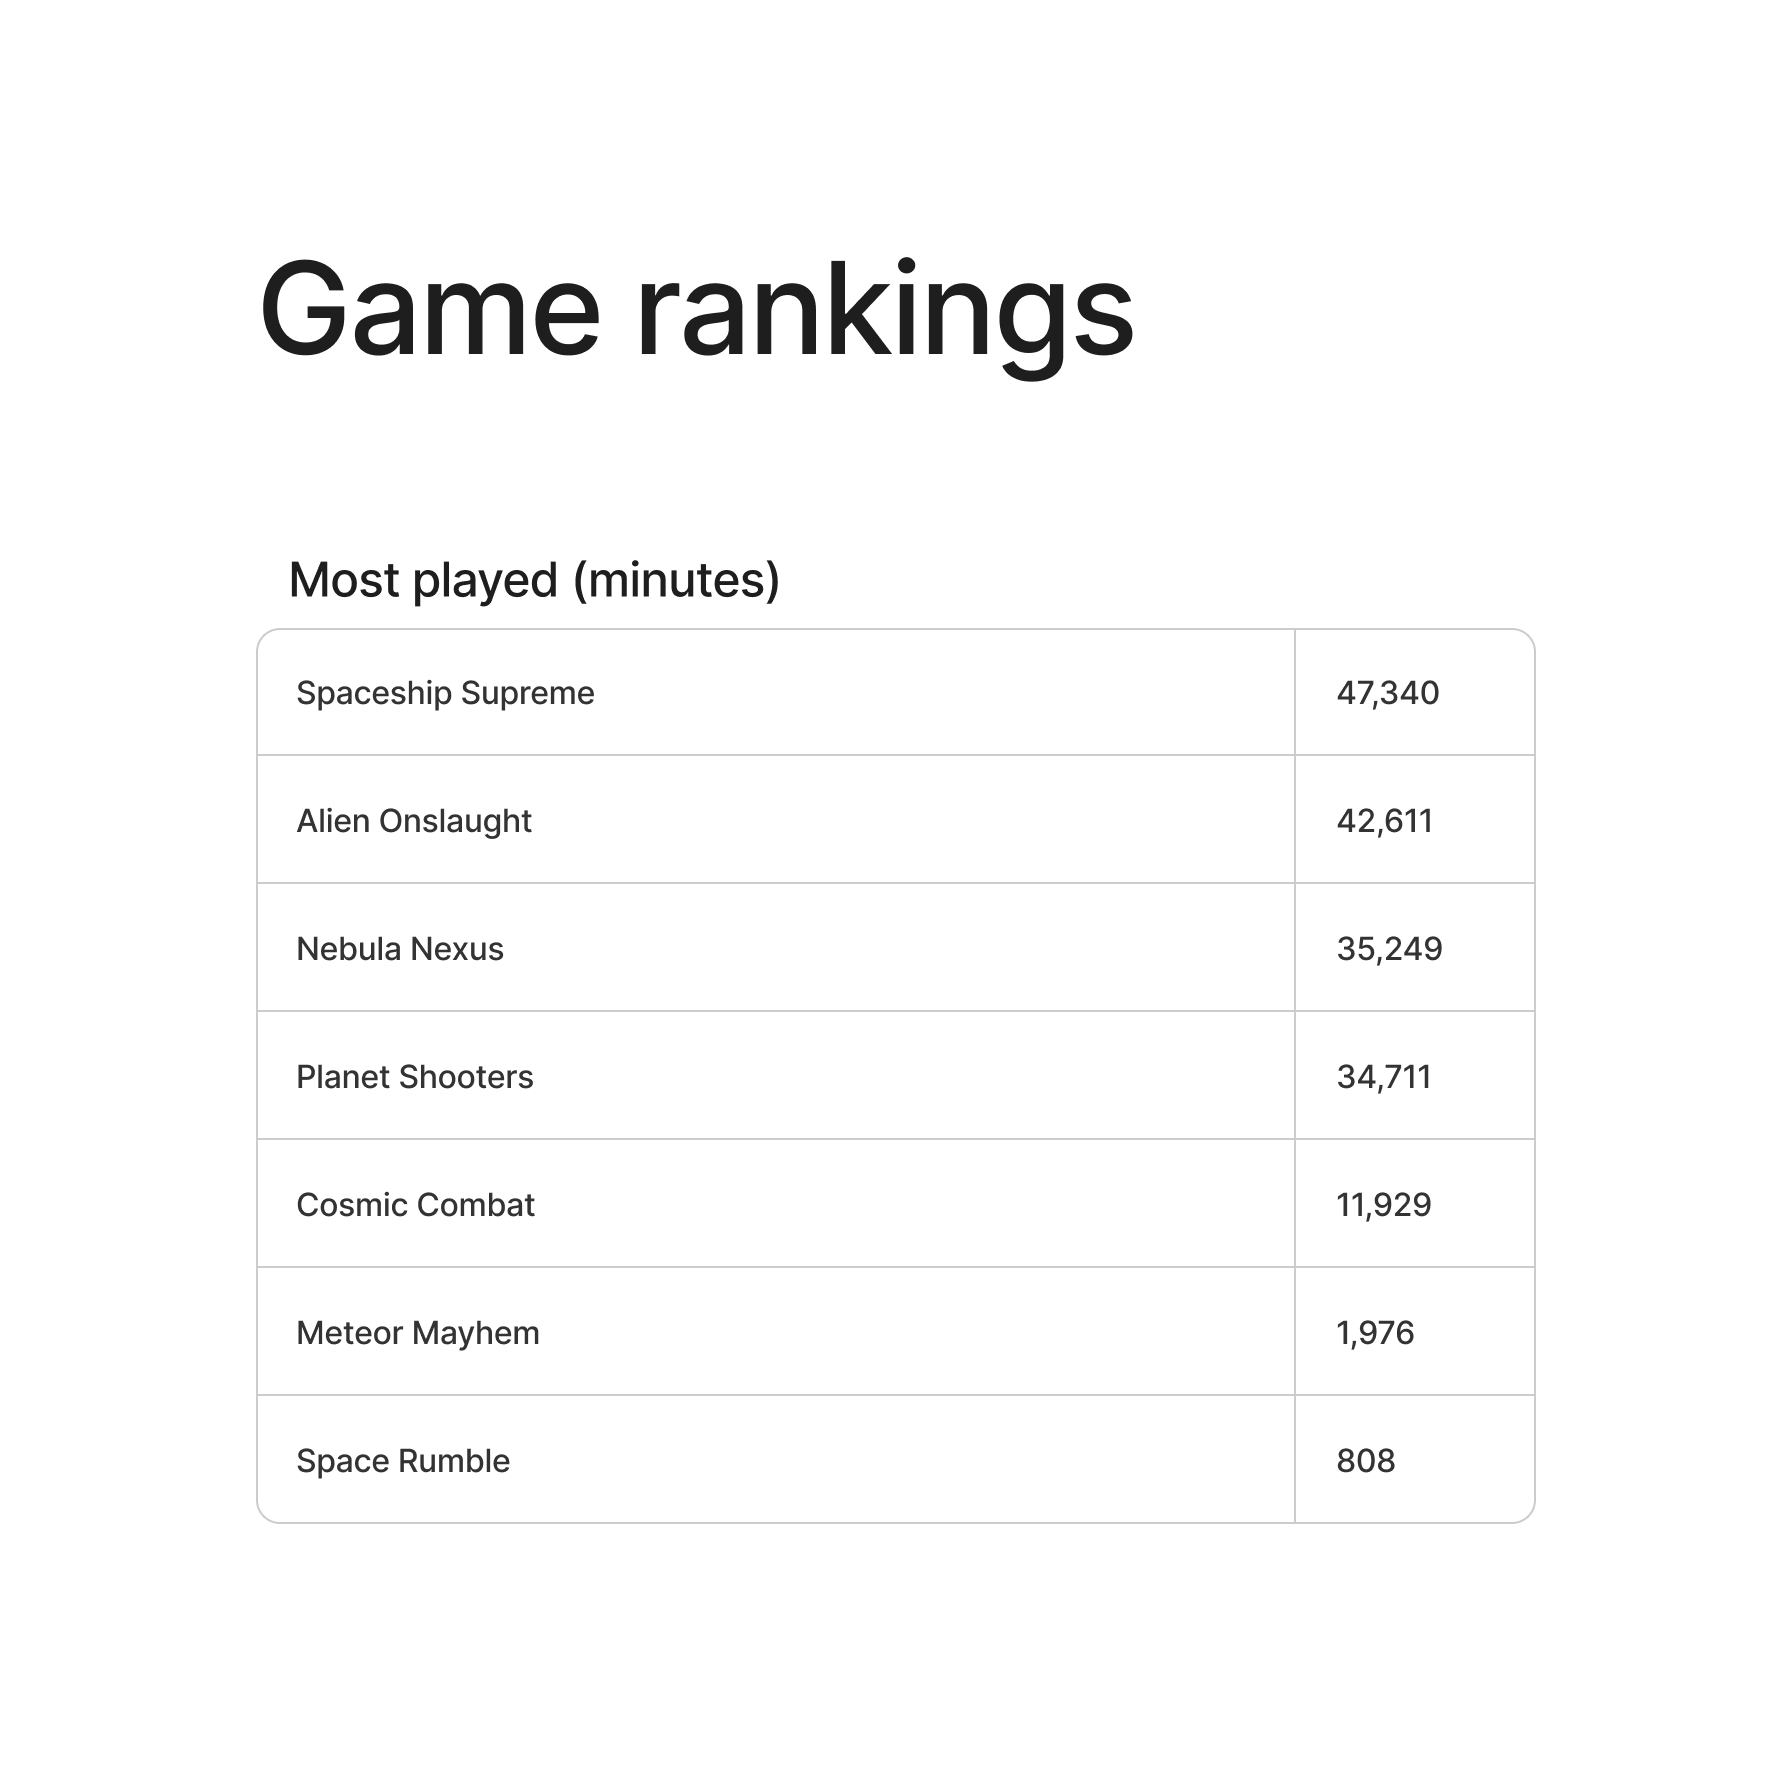 Game rankings
Most played (minutes)
Spaceship Supreme 47,340
Alien Onslaught 42,611
Nebula Nexus 35,249
Planet Shooters 34,711
Cosmic Combat 11,929
Meteor Mayhem 1,976
Space Rumble 808